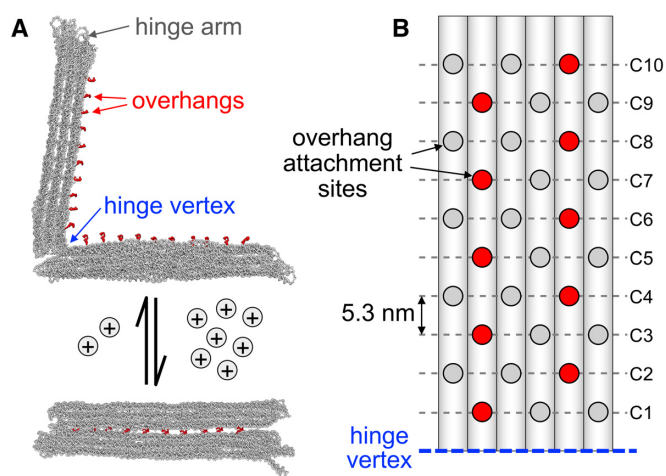 A
hinge arm
overhangs
hinge vertex
+ + + + + + + + +
B
C10
C9
overhang
attachment
sites
C8
C7
C6
C5
5.3 nm
C4
C3
C2
C1
hinge
vertex